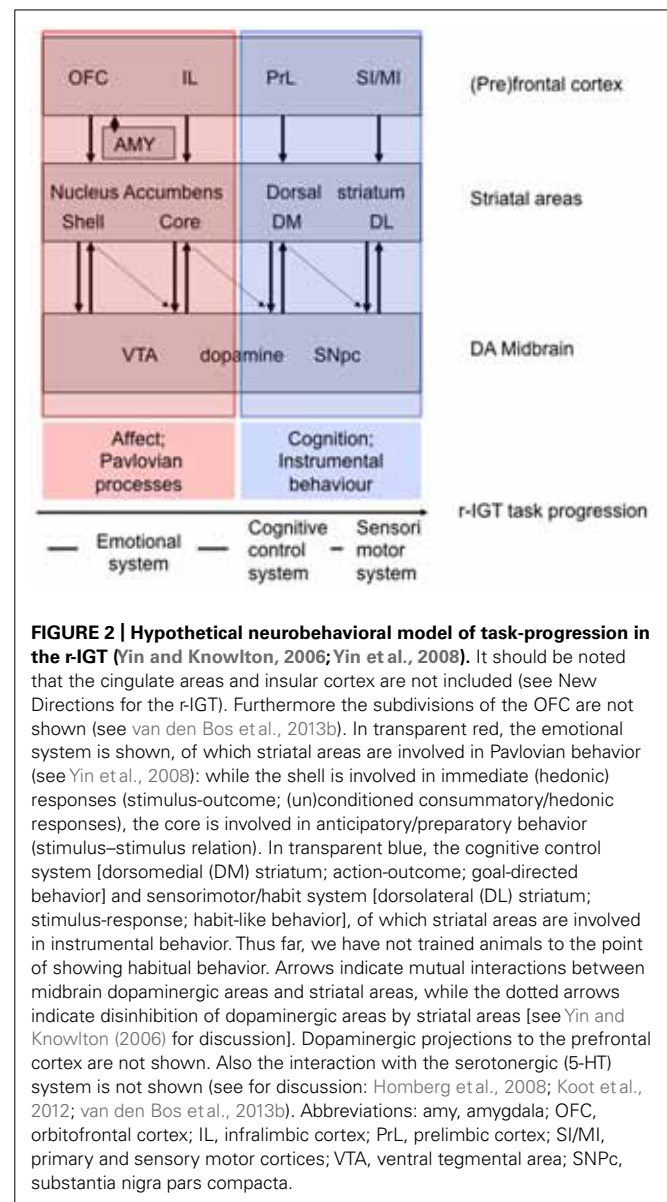 OFC IL PrL SI/MI (Pre)frontal cortex
AMY
Nucleus Accumbens Dorsal striatum Striatal areas
Shell Core DM DL
VTA dopamine SNpc DA Midbrain
Affect;
Pavlovian
processes
Cognition;
Instrumental
behaviour
r-IGT task progression
Emotional
system
Cognitive
control
system
Sensori
motor
system
FIGURE 2 | Hypothetical neurobehavioral model of task-progression in
the r-IGT (Yin and Knowlton, 2006; Yin et al., 2008). It should be noted
that the cingulate areas and insular cortex are not included (see New
Directions for the r-IGT). Furthermore the subdivisions of the OFC are not
shown (see van den Bos et al., 2013b). In transparent red, the emotional
system is shown, of which striatal areas are involved in Pavlovian behavior
(see Yin et al., 2008): while the shell is involved in immediate (hedonic)
responses (stimulus-outcome; (un)conditioned consummatory/hedonic
responses), the core is involved in anticipatory/preparatory behavior
(stimulus–stimulus relation). In transparent blue, the cognitive control
system [dorsomedial (DM) striatum; action-outcome; goal-directed
behavior] and sensorimotor/habit system [dorsolateral (DL) striatum;
stimulus-response; habit-like behavior], of which striatal areas are involved
in instrumental behavior. Thus far, we have not trained animals to the point
of showing habitual behavior. Arrows indicate mutual interactions between
midbrain dopaminergic areas and striatal areas, while the dotted arrows
indicate disinhibition of dopaminergic areas by striatal areas [see Yin and
Knowlton (2006) for discussion]. Dopaminergic projections to the prefrontal
cortex are not shown. Also the interaction with the serotonergic (5-HT)
system is not shown (see for discussion: Homberg et al., 2008; Koot et al.,
2012; van den Bos et al., 2013b). Abbreviations: amy, amygdala; OFC,
orbitofrontal cortex; IL, infralimbic cortex; PrL, prelimbic cortex; SI/MI,
primary and sensory motor cortices; VTA, ventral tegmental area; SNpc,
substantia nigra pars compacta.